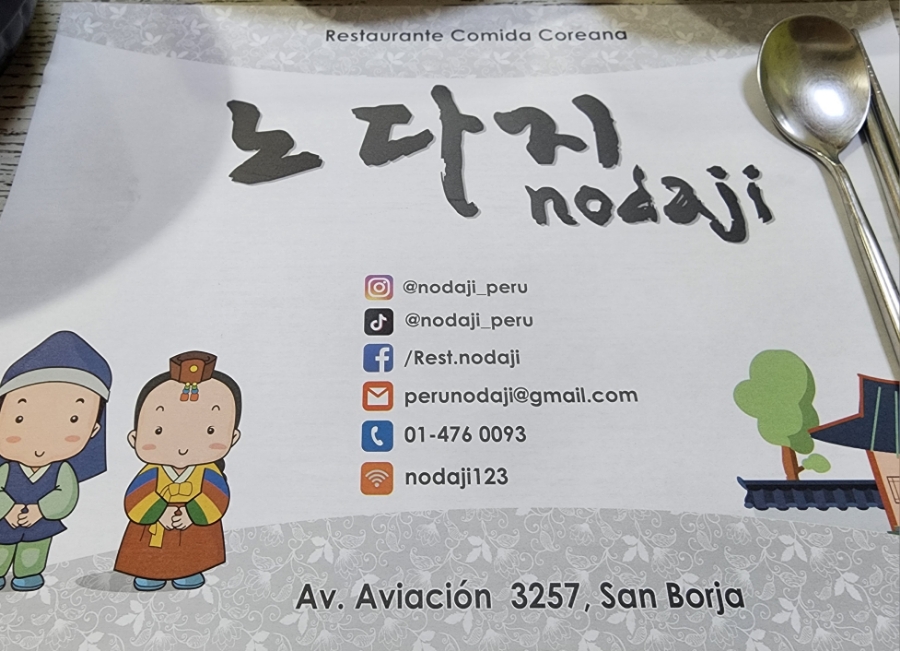 Restaurante Comida Coreana
노다지
nodaji
@nodaji_peru
@nodaji_peru
/Rest.nodaji
perunodaji@gmail.com
01-476 0093
nodaji123
Av. Aviación 3257, San Borja